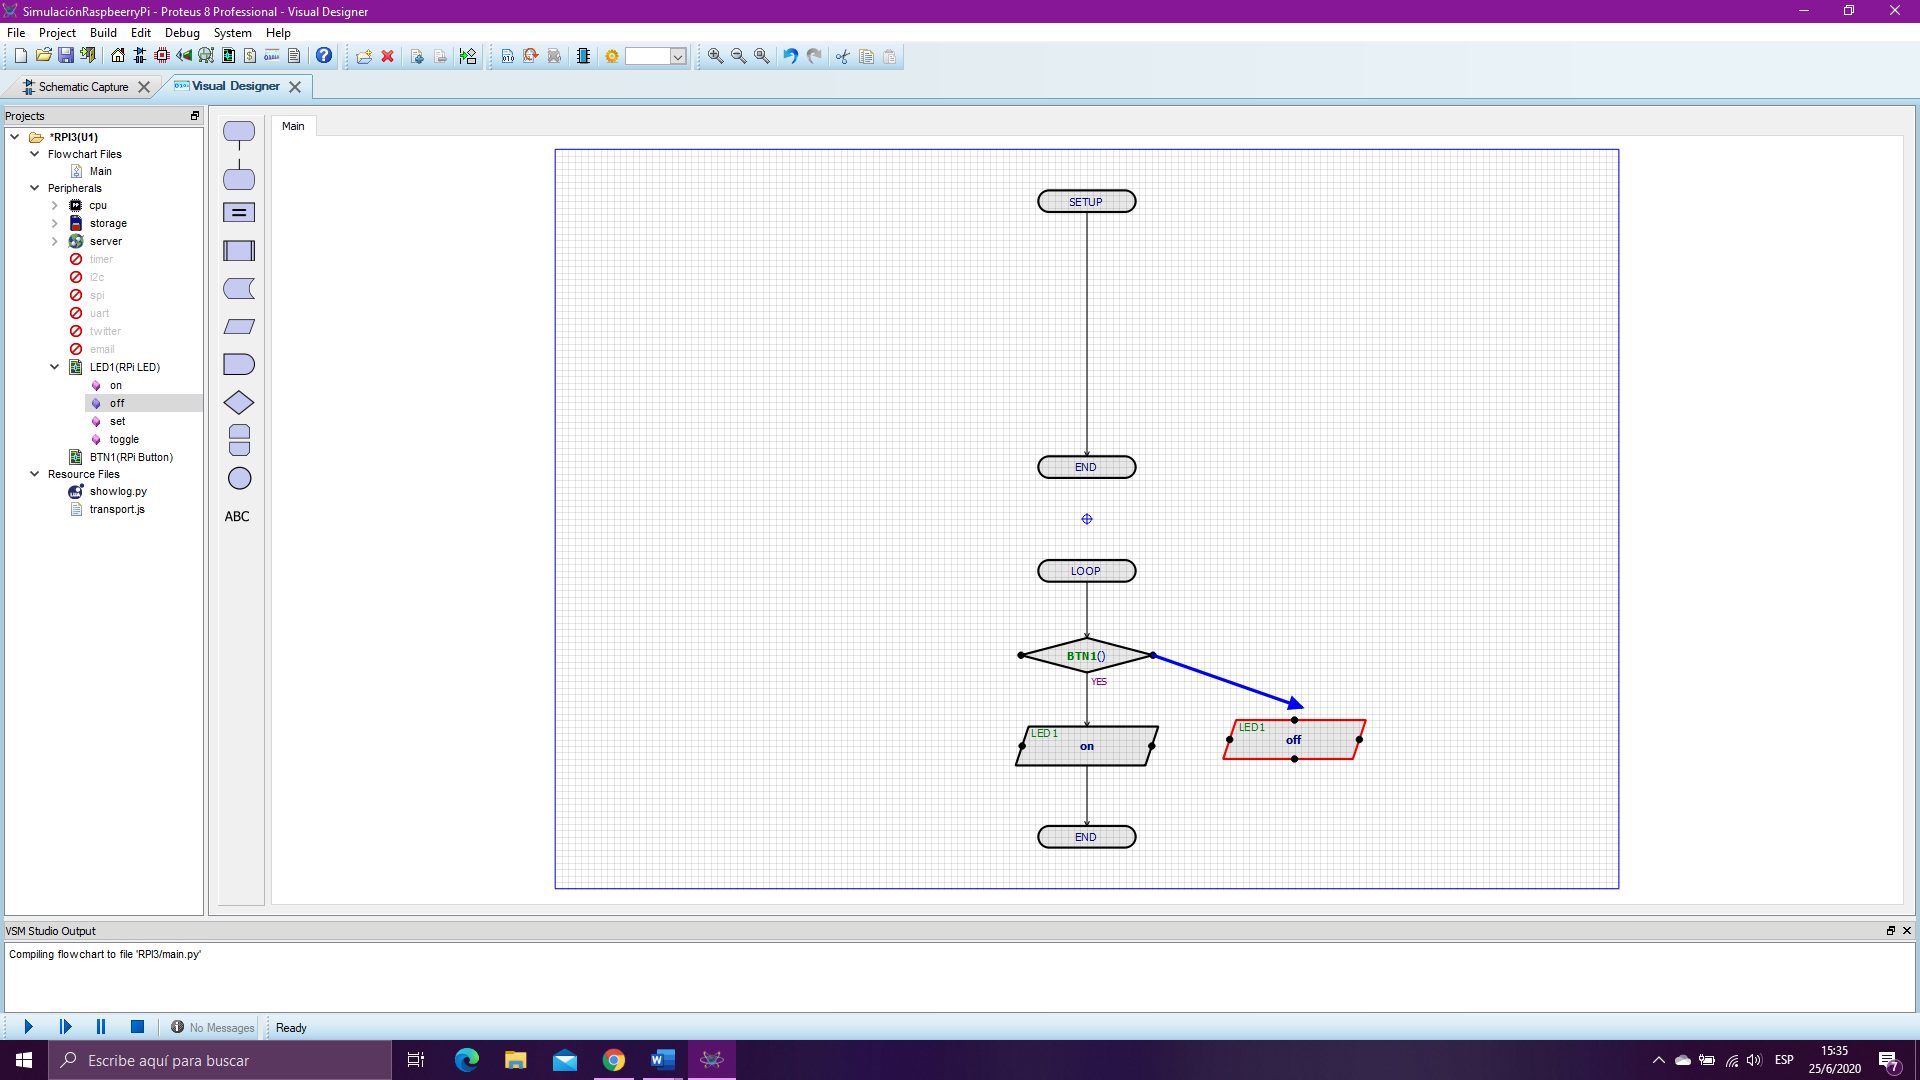 SimulaciónRaspbeerryPi - Proteus 8 Professional - Visual Designer
File Project Build Edit Debug System Help
Schematic Capture
Visual Designer
Projects
*RPI3(U1)
Flowchart Files
Main
Peripherals
cpu
storage
server
timer
i2c
spi
uart
twitter
email
LED1(RPi LED)
on
off
set
toggle
BTN1(RPi Button)
Resource Files
showlog.py
transport.js
ABC
Main
SETUP
END
LOOP
BTN1()
YES
LED1
on
LED1
off
END
VSM Studio Output
Compiling flowchart to file 'RPI3/main.py'
No Messages
Ready
Escribe aquí para buscar
ESP
15:35
25/6/2020
7